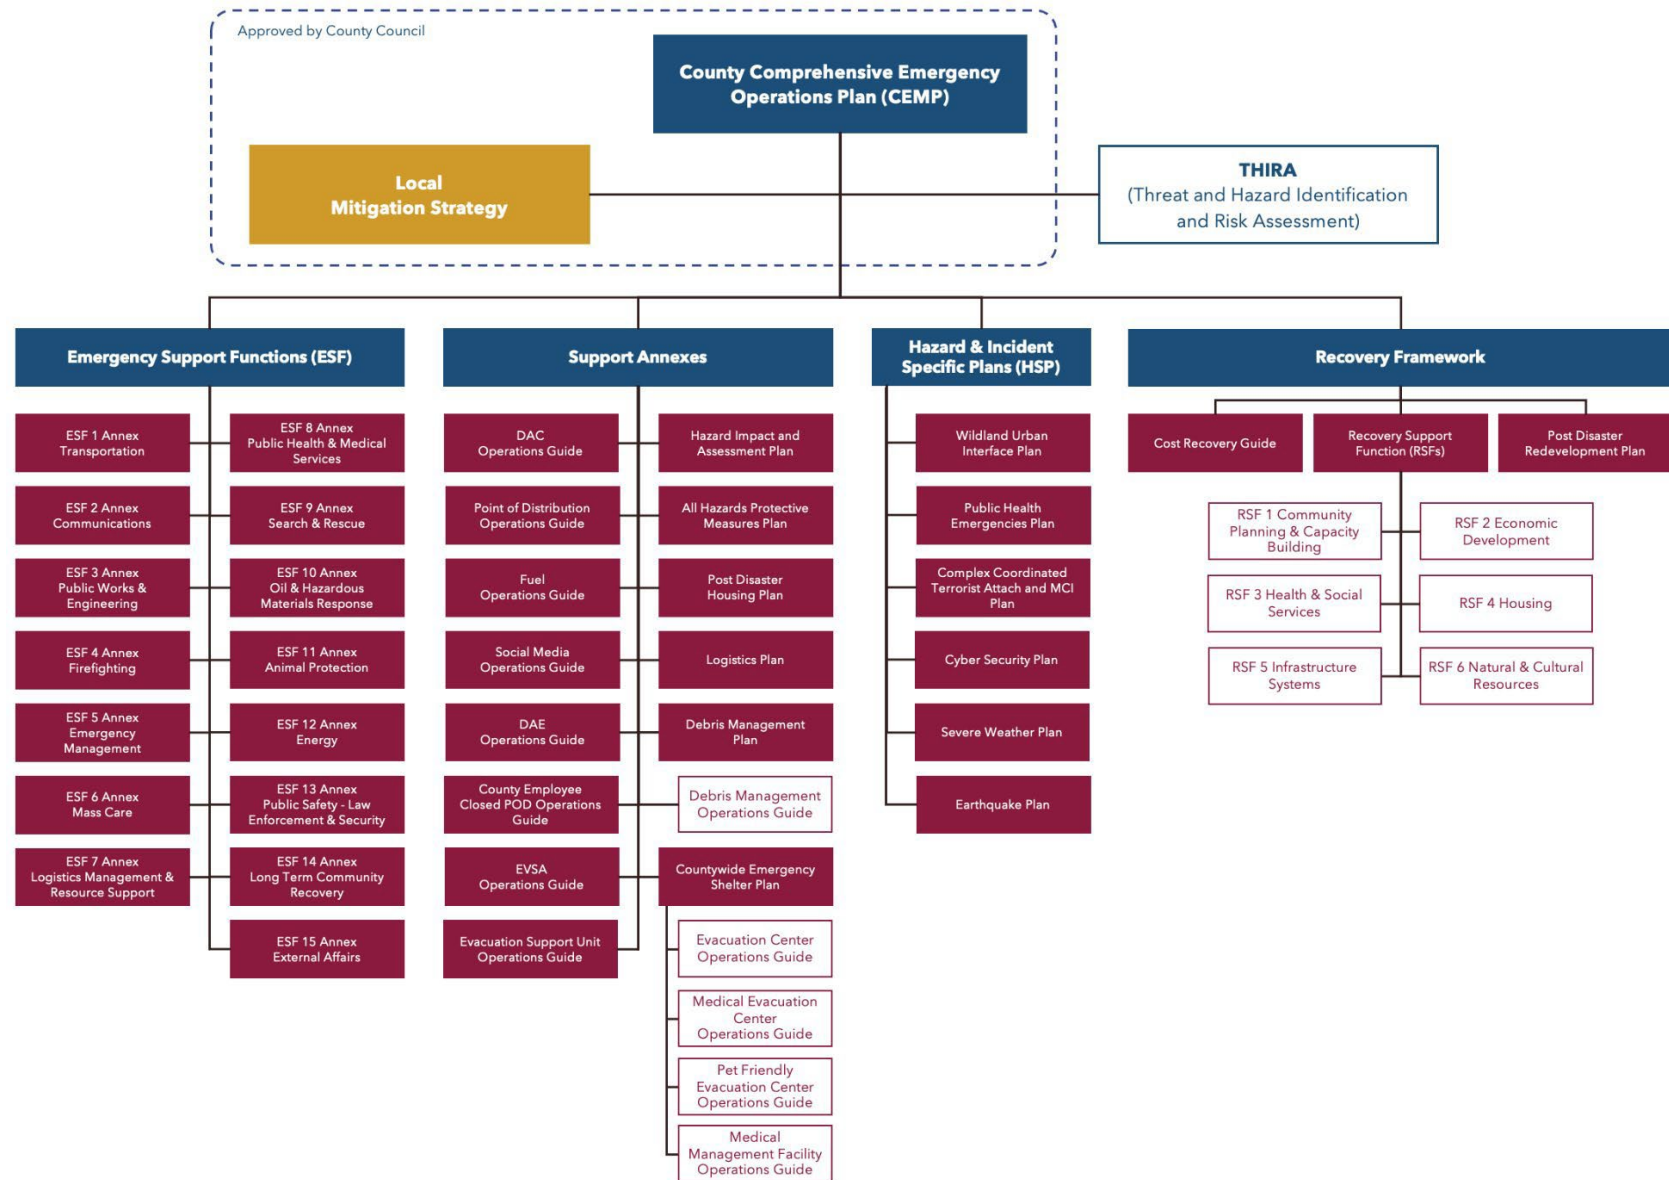 Approved by County Council
County Comprehensive Emergency
Operations Plan (CEMP)
Local
Mitigation Strategy
THIRA
(Threat and Hazard Identification
and Risk Assessment)
Emergency Support Functions (ESF)
ESF 1 Annex
Transportation
ESF 8 Annex
Public Health & Medical
Services
ESF 2 Annex
Communications
ESF 9 Annex
Search & Rescue
ESF 3 Annex
Public Works &
Engineering
ESF 10 Annex
Oil & Hazardous
Materials Response
ESF 4 Annex
Firefighting
ESF 11 Annex
Animal Protection
ESF 5 Annex
Emergency
Management
ESF 12 Annex
Energy
ESF 6 Annex
Mass Care
ESF 13 Annex
Public Safety - Law
Enforcement & Security
ESF 7 Annex
Logistics Management &
Resource Support
ESF 14 Annex
Long Term Community
Recovery
ESF 15 Annex
External Affairs
Support Annexes
DAC
Operations Guide
Hazard Impact and
Assessment Plan
Point of Distribution
Operations Guide
All Hazards Protective
Measures Plan
Fuel
Operations Guide
Post Disaster
Housing Plan
Social Media
Operations Guide
Logistics Plan
DAE
Operations Guide
Debris Management
Plan
County Employee
Closed POD Operations
Guide
Debris Management
Operations Guide
EVSA
Operations Guide
Countywide Emergency
Shelter Plan
Evacuation Support Unit
Operations Guide
Evacuation Center
Operations Guide
Medical Evacuation
Center
Operations Guide
Pet Friendly
Evacuation Center
Operations Guide
Medical
Management Facility
Operations Guide
Hazard & Incident
Specific Plans (HSP)
Wildland Urban
Interface Plan
Public Health
Emergencies Plan
Complex Coordinated
Terrorist Attach and MCI
Plan
Cyber Security Plan
Severe Weather Plan
Earthquake Plan
Recovery Framework
Cost Recovery Guide
Recovery Support
Function (RSFs)
Post Disaster
Redevelopment Plan
RSF 1 Community
Planning & Capacity
Building
RSF 2 Economic
Development
RSF 3 Health & Social
Services
RSF 4 Housing
RSF 5 Infrastructure
Systems
RSF 6 Natural & Cultural
Resources